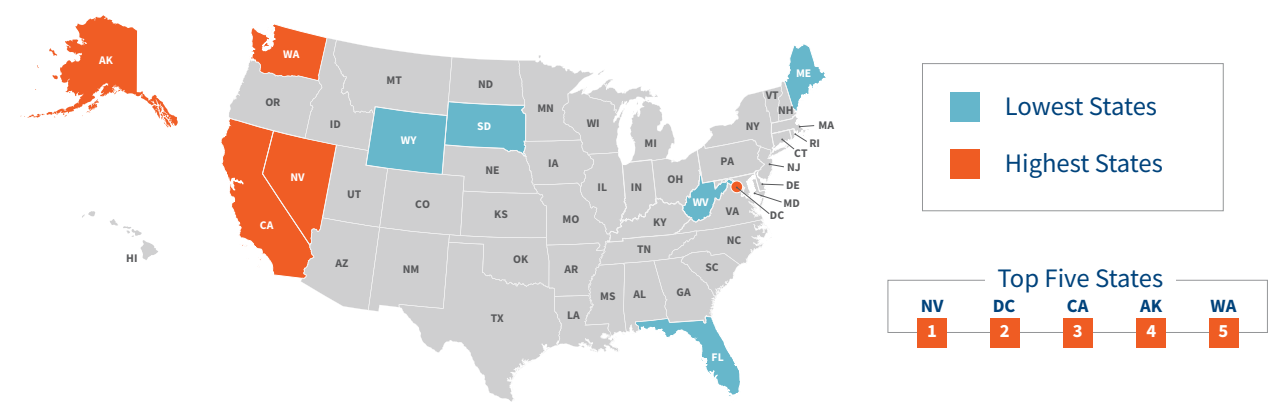 AK
WA
MT
ND
MN
OR
ID
WY
SD
WI
MI
NY
VT
NH
ME
MA
RI
CT
NJ
PA
DE
MD
DC
NV
UT
CO
NE
IA
IL
IN
OH
WV
VA
KY
CA
AZ
NM
KS
MO
OK
AR
TN
NC
SC
MS
AL
GA
TX
LA
FL
HI
Lowest States
Highest States
Top Five States
NV DC CA AK WA
1 2 3 4 5